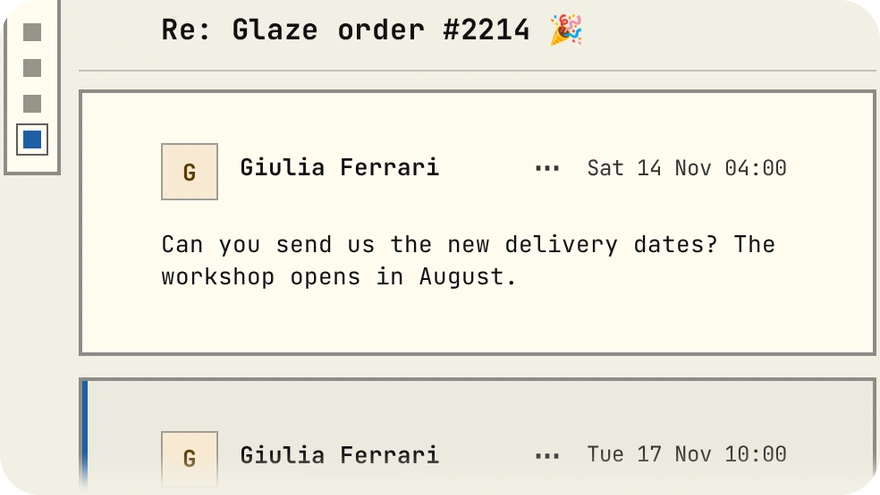 Re: Glaze order #2214 🎉
G Giulia Ferrari ··· Sat 14 Nov 04:00
Can you send us the new delivery dates? The
workshop opens in August.
G Giulia Ferrari ··· Tue 17 Nov 10:00